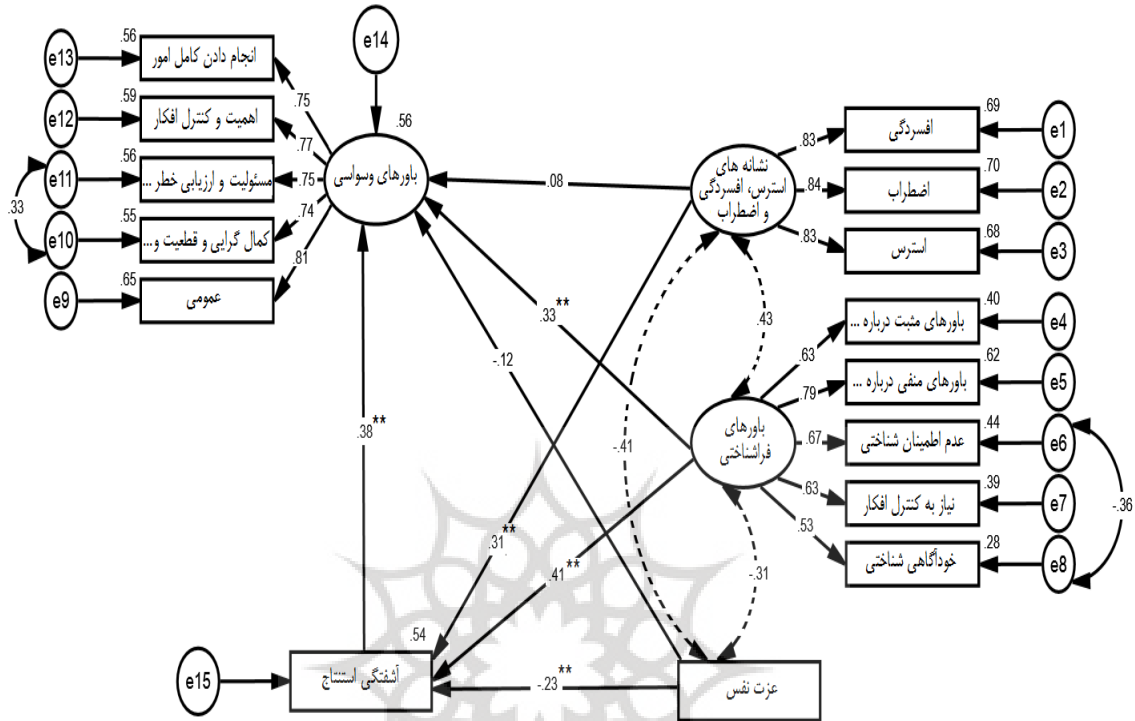 e14
.56
e13
.56
انجام دادن کامل امور
.75
e12
.59
اهمیت و کنترل افکار
.77
e11
.56
مسئولیت و ارزیابی خطر ...
.75
e10
.55
کمال گرایی و قطعیت و...
.74
e9
.65
عمومی
.81
.33
باورهای وسواسی
.08
نشانه های
استرس، افسردگی
و اضطراب
.83
افسردگی
.69
e1
.84
اضطراب
.70
e2
.83
استرس
.68
e3
.43
.33**
-.12
.38**
-.41
باورهای
فراشناختی
.63
باورهای مثبت درباره ...
.40
e4
.79
باورهای منفی درباره ...
.62
e5
.67
عدم اطمینان شناختی
.44
e6
.63
نیاز به کنترل افکار
.39
e7
.53
خودآگاهی شناختی
.28
e8
-.36
.31**
.41**
-.31
.54
e15
آشفتگی استنتاج
-.23**
عزت نفس